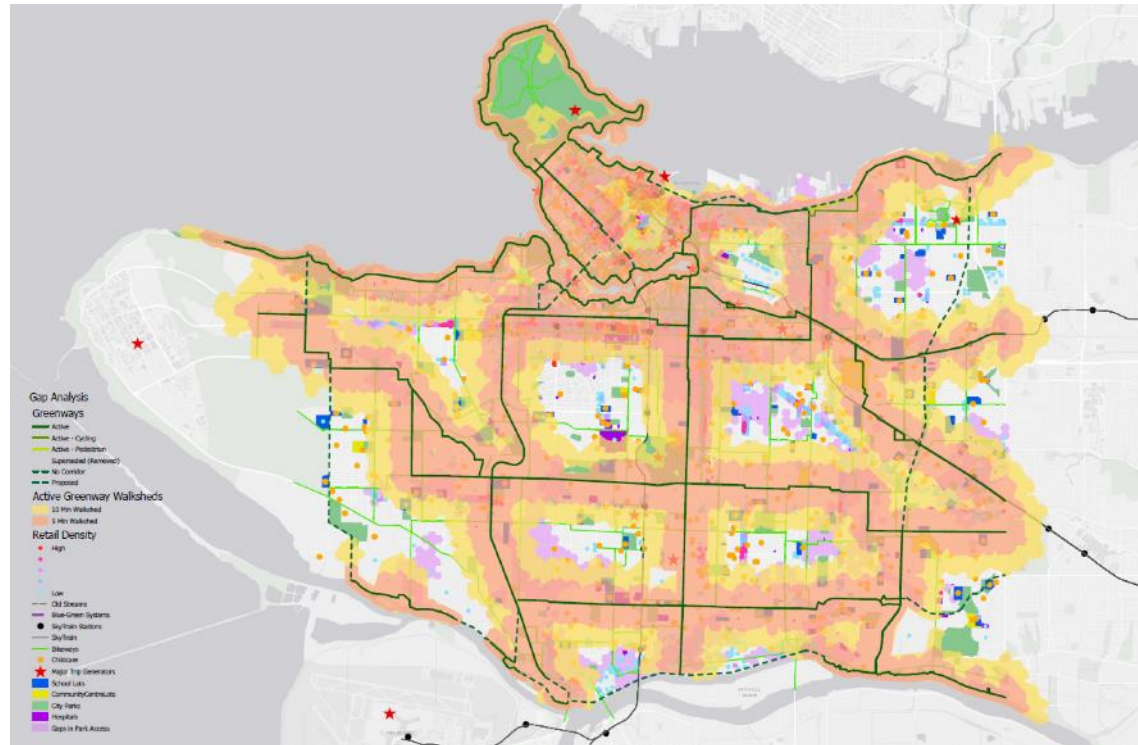 Gap Analysis
Greenways
Active
Active - Cycling
Active - Pedestrian
Superseded (Removed)
No Corridor
Proposed
Active Greenway Walksheds
10 Min Walkshed
5 Min Walkshed
Retail Density
High
Low
Old Streams
Blue-Green Systems
SkyTrain Stations
SkyTrain
Bikeways
Childcare
Major Trip Generators
School Lots
CommunityCentreLots
City Parks
Hospitals
Gaps in Park Access